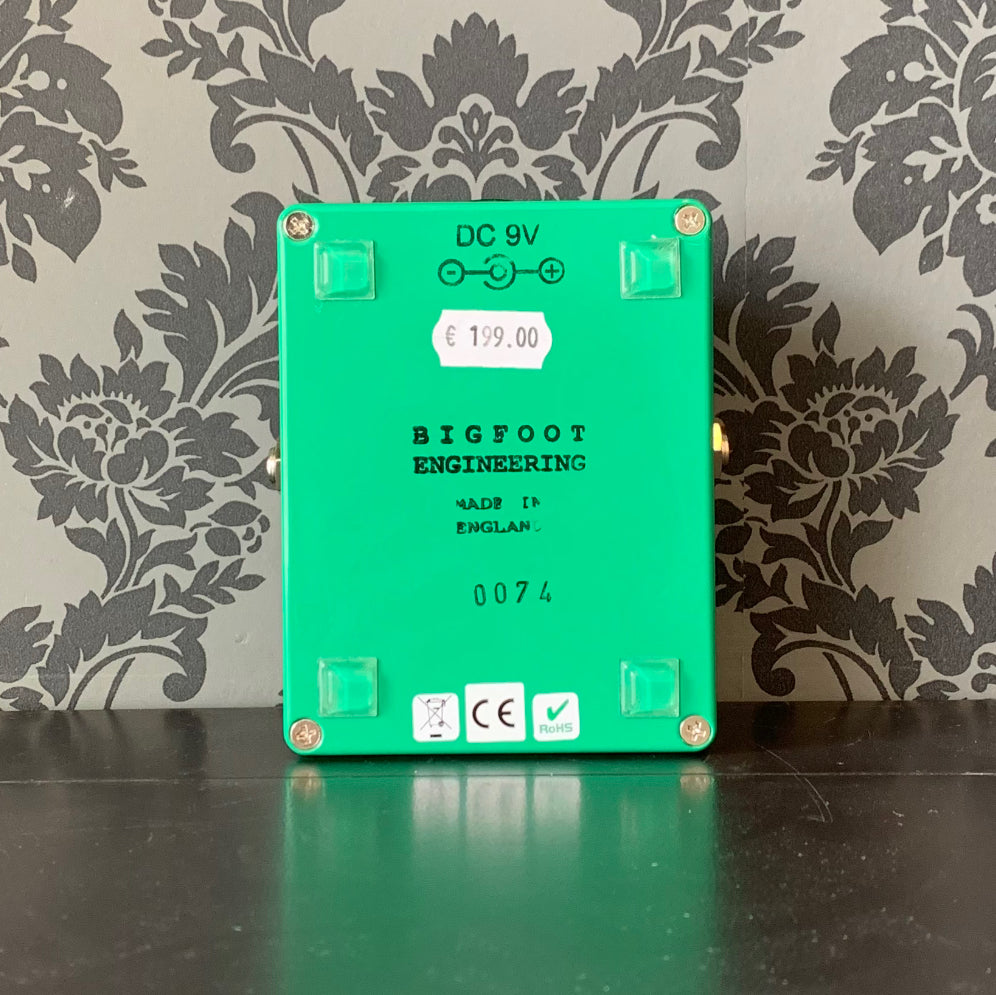 DC 9V
- +
€ 199.00
BIGFOOT
ENGINEERING
MADE IN
ENGLAND
0074
CE
RoHS